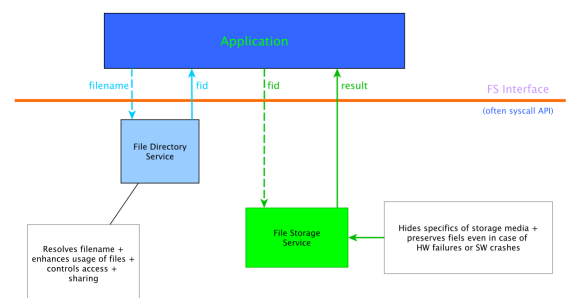 Application
filename
fid
fid
result
FS Interface
(often syscall API)
File Directory
Service
File Storage
Service
Hides specifics of storage media +
preserves fiels even in case of
HW failures or SW crashes
Resolves filename +
enhances usage of files +
controls access +
sharing